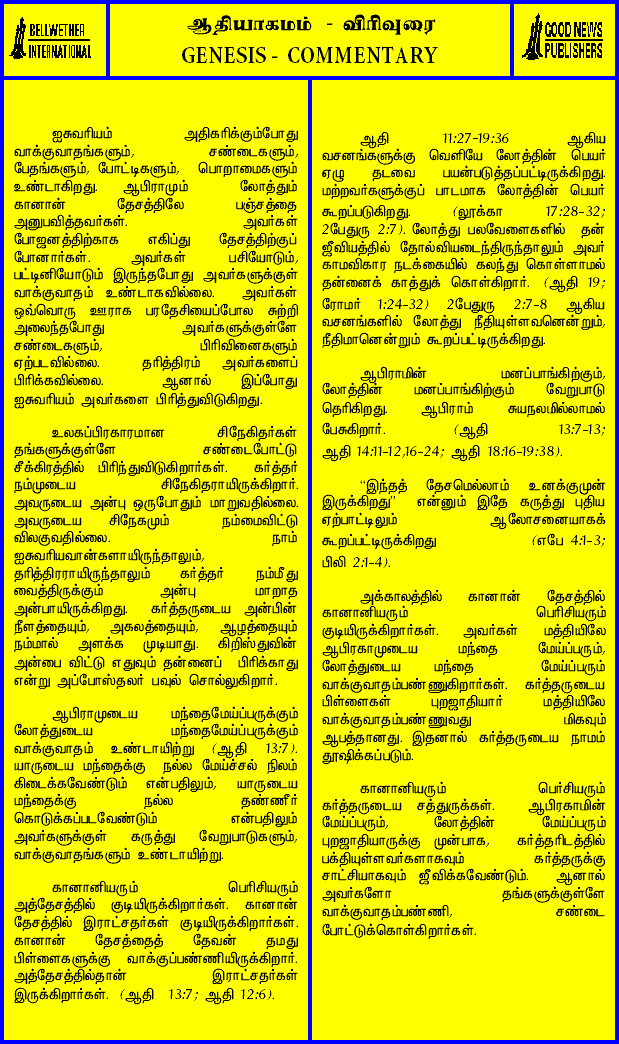 BELLWETHER
INTERNATIONAL
ஆதியாகமம் - விரிவுரை
GENESIS - COMMENTARY
GOOD NEWS
PUBLISHERS
ஐசுவரியம் அதிகரிக்கும்போது
வாக்குவாதங்களும், சண்டைகளும்,
பேதங்களும், போட்டிகளும், பொறாமைகளும்
உண்டாகிறது. ஆபிராமும் லோத்தும்
கானான் தேசத்திலே பஞ்சத்தை
அனுபவித்தவர்கள். அவர்கள்
போஜனத்திற்காக எகிப்து தேசத்திற்குப்
போனார்கள். அவர்கள் பசியோடும்,
பட்டினியோடும் இருந்தபோது அவர்களுக்குள்
வாக்குவாதம் உண்டாகவில்லை. அவர்கள்
ஒவ்வொரு ஊராக பரதேசியைப்போல சுற்றி
அலைந்தபோது அவர்களுக்குள்ளே
சண்டைகளும், பிரிவினைகளும்
ஏற்படவில்லை. தரித்திரம் அவர்களைப்
பிரிக்கவில்லை. ஆனால் இப்போது
ஐசுவரியம் அவர்களை பிரித்துவிடுகிறது.
உலகப்பிரகாரமான சிநேகிதர்கள்
தங்களுக்குள்ளே சண்டைபோட்டு
சீக்கிரத்தில் பிரிந்துவிடுகிறார்கள். கர்த்தர்
நம்முடைய சிநேகிதராயிருக்கிறார்.
அவருடைய அன்பு ஒருபோதும் மாறுவதில்லை.
அவருடைய சிநேகமும் நம்மைவிட்டு
விலகுவதில்லை. நாம்
ஐசுவரியவான்களாயிருந்தாலும்,
தரித்திரராயிருந்தாலும் கர்த்தர் நம்மீது
வைத்திருக்கும் அன்பு மாறாத
அன்பாயிருக்கிறது. கர்த்தருடைய அன்பின்
நீளத்தையும், அகலத்தையும், ஆழத்தையும்
நம்மால் அளக்க முடியாது. கிறிஸ்துவின்
அன்பை விட்டு எதுவும் தன்னைப் பிரிக்காது
என்று அப்போஸ்தலர் பவுல் சொல்லுகிறார்.
ஆபிராமுடைய மந்தைமேய்ப்பருக்கும்
லோத்துடைய மந்தைமேய்ப்பருக்கும்
வாக்குவாதம் உண்டாயிற்று (ஆதி 13:7).
யாருடைய மந்தைக்கு நல்ல மேய்ச்சல் நிலம்
கிடைக்கவேண்டும் என்பதிலும், யாருடைய
மந்தைக்கு நல்ல தண்ணீர்
கொடுக்கப்படவேண்டும் என்பதிலும்
அவர்களுக்குள் கருத்து வேறுபாடுகளும்,
வாக்குவாதங்களும் உண்டாயிற்று.
கானானியரும் பெரிசியரும்
அத்தேசத்தில் குடியிருக்கிறார்கள். கானான்
தேசத்தில் இராட்சதர்கள் குடியிருக்கிறார்கள்.
கானான் தேசத்தைத் தேவன் தமது
பிள்ளைகளுக்கு வாக்குப்பண்ணியிருக்கிறார்.
அத்தேசத்தில்தான் இராட்சதர்கள்
இருக்கிறார்கள். (ஆதி 13:7; ஆதி 12:6).
ஆதி 11:27-19:36 ஆகிய
வசனங்களுக்கு வெளியே லோத்தின் பெயர்
ஏழு தடவை பயன்படுத்தப்பட்டிருக்கிறது.
மற்றவர்களுக்குப் பாடமாக லோத்தின் பெயர்
கூறப்படுகிறது. (லூக்கா 17:28-32;
2பேதுரு 2:7). லோத்து பலவேளைகளில் தன்
ஜீவியத்தில் தோல்வியடைந்திருந்தாலும் அவர்
காமவிகார நடக்கையில் கலந்து கொள்ளாமல்
தன்னைக் காத்துக் கொள்கிறார். (ஆதி 19;
ரோமர் 1:24-32) 2பேதுரு 2:7-8 ஆகிய
வசனங்களில் லோத்து நீதியுள்ளவனென்றும்,
நீதிமானென்றும் கூறப்பட்டிருக்கிறது.
ஆபிராமின் மனப்பாங்கிற்கும்,
லோத்தின் மனப்பாங்கிற்கும் வேறுபாடு
தெரிகிறது. ஆபிராம் சுயநலமில்லாமல்
பேசுகிறார். (ஆதி 13:7-13;
ஆதி 14:11-12,16-24; ஆதி 18:16-19:38).
"இந்தத் தேசமெல்லாம் உனக்குமுன்
இருக்கிறது" என்னும் இதே கருத்து புதிய
ஏற்பாட்டிலும் ஆலோசனையாகக்
கூறப்பட்டிருக்கிறது (எபே 4:1-3;
பிலி 2:1-4).
அக்காலத்தில் கானான் தேசத்தில்
கானானியரும் பெரிசியரும்
குடியிருக்கிறார்கள். அவர்கள் மத்தியிலே
ஆபிரகாமுடைய மந்தை மேய்ப்பரும்,
லோத்துடைய மந்தை மேய்ப்பரும்
வாக்குவாதம்பண்ணுகிறார்கள். கர்த்தருடைய
பிள்ளைகள் புறஜாதியார் மத்தியிலே
வாக்குவாதம்பண்ணுவது மிகவும்
ஆபத்தானது. இதனால் கர்த்தருடைய நாமம்
தூஷிக்கப்படும்.
கானானியரும் பெர்சியரும்
கர்த்தருடைய சத்துருக்கள். ஆபிரகாமின்
மேய்ப்பரும், லோத்தின் மேய்ப்பரும்
புறஜாதியாருக்கு முன்பாக, கர்த்தரிடத்தில்
பக்தியுள்ளவர்களாகவும் கர்த்தருக்கு
சாட்சியாகவும் ஜீவிக்கவேண்டும். ஆனால்
அவர்களோ தங்களுக்குள்ளே
வாக்குவாதம்பண்ணி, சண்டை
போட்டுக்கொள்கிறார்கள்.